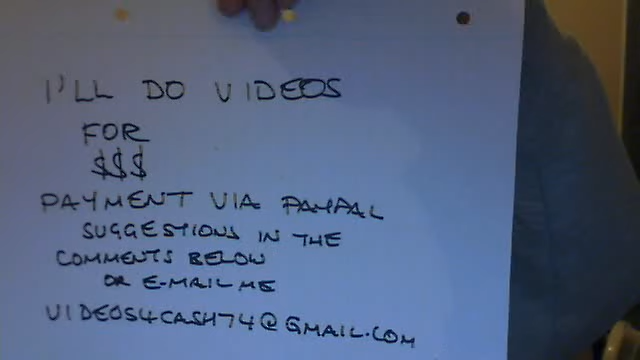 I'LL DO VIDEOS
FOR
$$$
PAYMENT VIA PAYPAL
SUGGESTIONS IN THE
COMMENTS BELOW
OR E-MAIL ME
VIDEOS4CASH74@GMAIL.COM